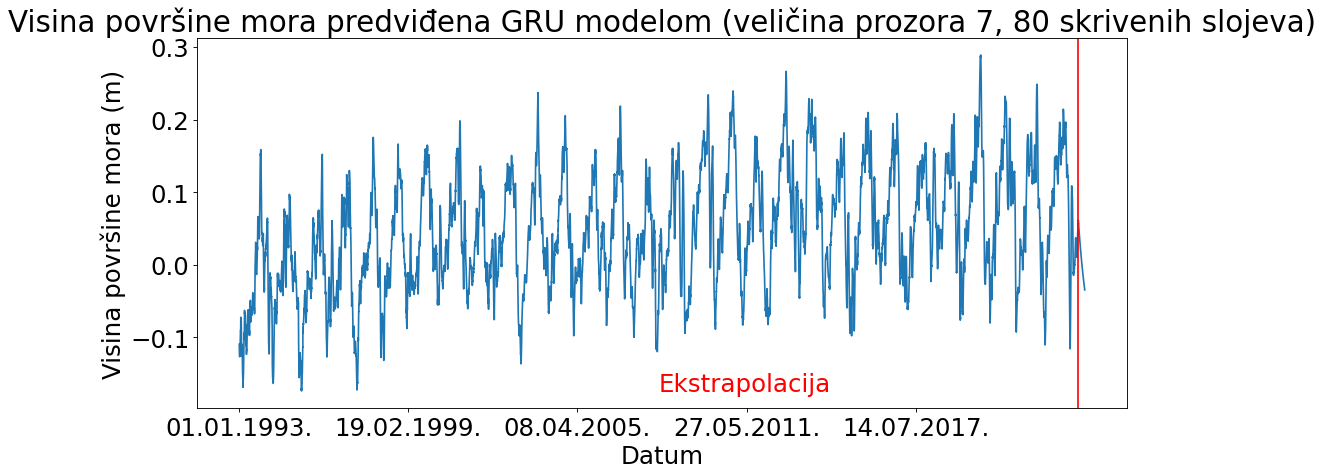 Visina površine mora predviđena GRU modelom (veličina prozora 7, 80 skrivenih slojeva)
Visina površine mora (m)
0.3
0.2
0.1
0.0
−0.1
Ekstrapolacija
01.01.1993. 19.02.1999. 08.04.2005. 27.05.2011. 14.07.2017.
Datum